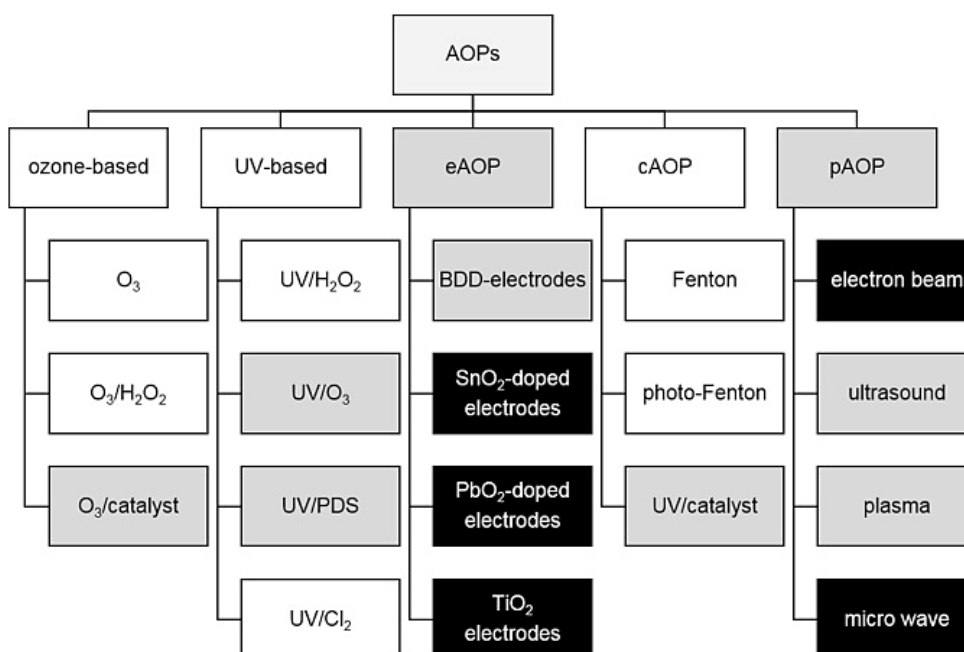 AOPs
ozone-based
UV-based
eAOP
cAOP
pAOP
O₃
UV/H₂O₂
BDD-electrodes
Fenton
electron beam
O₃/H₂O₂
UV/O₃
SnO₂-doped
electrodes
photo-Fenton
ultrasound
O₃/catalyst
UV/PDS
PbO₂-doped
electrodes
UV/catalyst
plasma
UV/Cl₂
TiO₂
electrodes
micro wave